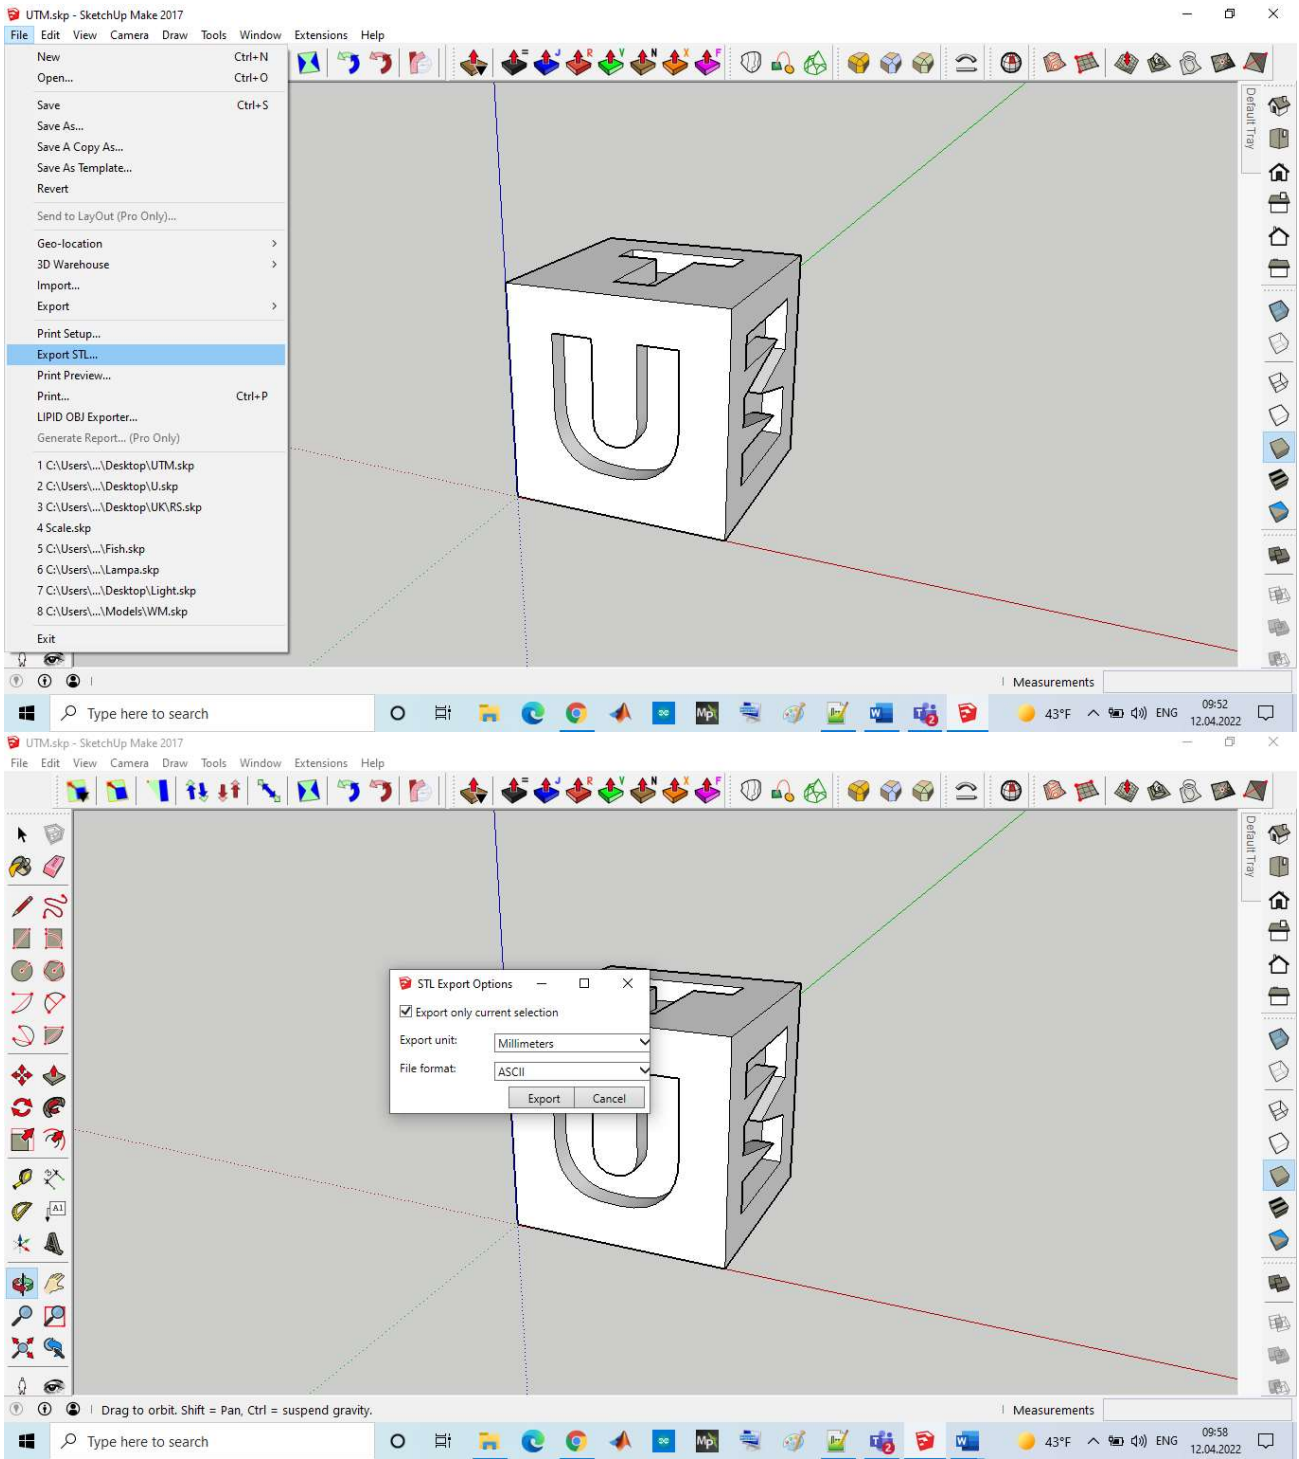 UTM.skp - SketchUp Make 2017
File Edit View Camera Draw Tools Window Extensions Help
New Ctrl+N
Open... Ctrl+O
Save Ctrl+S
Save As...
Save A Copy As...
Save As Template...
Revert
Send to LayOut (Pro Only)...
Geo-location
3D Warehouse
Import...
Export
Print Setup...
Export STL...
Print Preview...
Print... Ctrl+P
LIPID OBJ Exporter...
Generate Report... (Pro Only)
1 C:\Users\...\Desktop\UTM.skp
2 C:\Users\...\Desktop\U.skp
3 C:\Users\...\Desktop\UK\RS.skp
4 Scale.skp
5 C:\Users\...\Fish.skp
6 C:\Users\...\Lampa.skp
7 C:\Users\...\Desktop\Light.skp
8 C:\Users\...\Models\WM.skp
Exit
Default Tray
T
U
M
Measurements
Type here to search
43°F ENG 09:52
12.04.2022
UTM.skp - SketchUp Make 2017
File Edit View Camera Draw Tools Window Extensions Help
Default Tray
STL Export Options
Export only current selection
Export unit: Millimeters
File format: ASCII
Export Cancel
U
M
Drag to orbit. Shift = Pan, Ctrl = suspend gravity.
Measurements
Type here to search
43°F ENG 09:58
12.04.2022